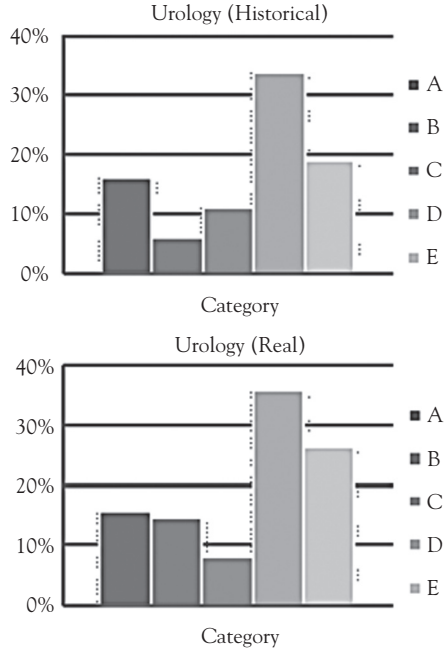 Urology (Historical)
40%
30%
20%
10%
0%
A
B
C
D
E
Category
Urology (Real)
40%
30%
20%
10%
0%
A
B
C
D
E
Category